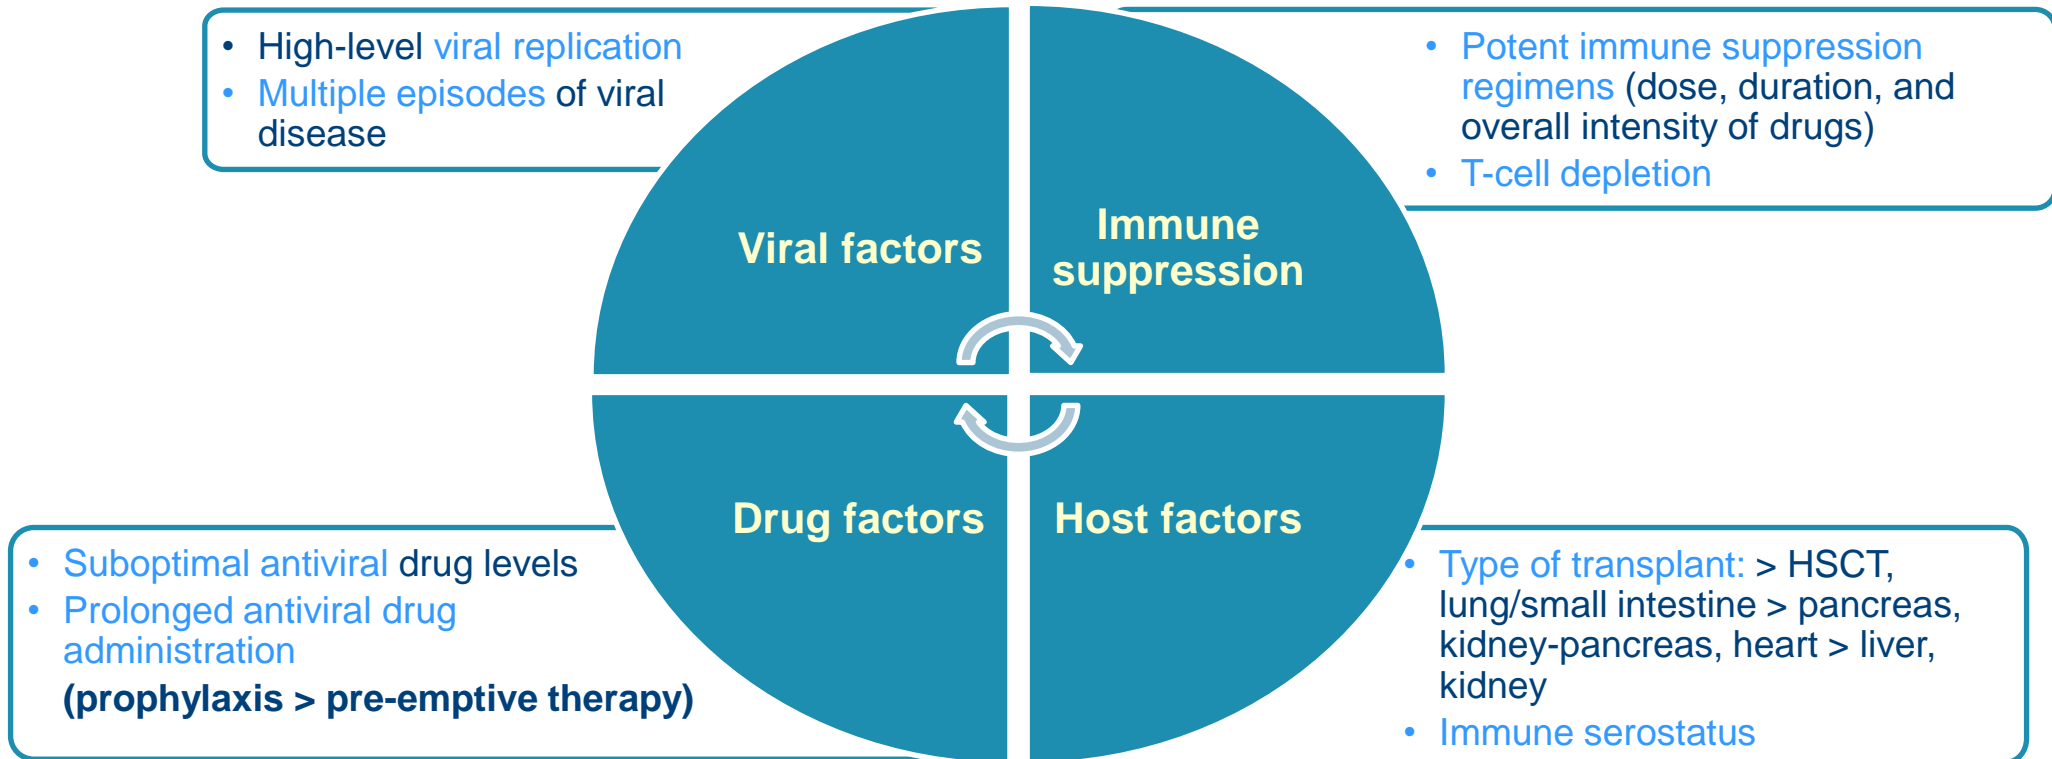 • High-level viral replication
• Multiple episodes of viral
disease
• Potent immune suppression
regimens (dose, duration, and
overall intensity of drugs)
• T-cell depletion
Viral factors
Immune
suppression
Drug factors
Host factors
• Suboptimal antiviral drug levels
• Prolonged antiviral drug
administration
(prophylaxis > pre-emptive therapy)
• Type of transplant: > HSCT,
lung/small intestine > pancreas,
kidney-pancreas, heart > liver,
kidney
• Immune serostatus